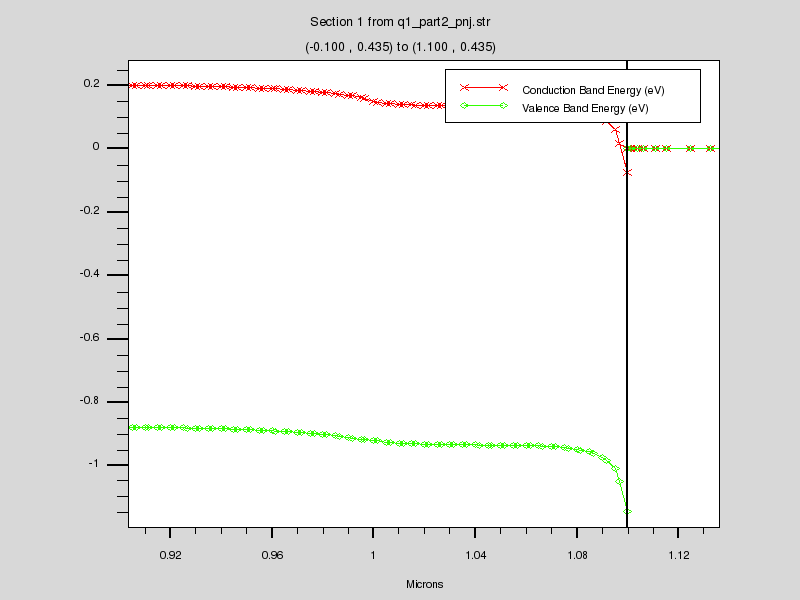 Section 1 from q1_part2_pnj.str
(-0.100 , 0.435) to (1.100 , 0.435)
Conduction Band Energy (eV)
Valence Band Energy (eV)
0.2
0
-0.2
-0.4
-0.6
-0.8
-1
0.92 0.96 1 1.04 1.08 1.12
Microns